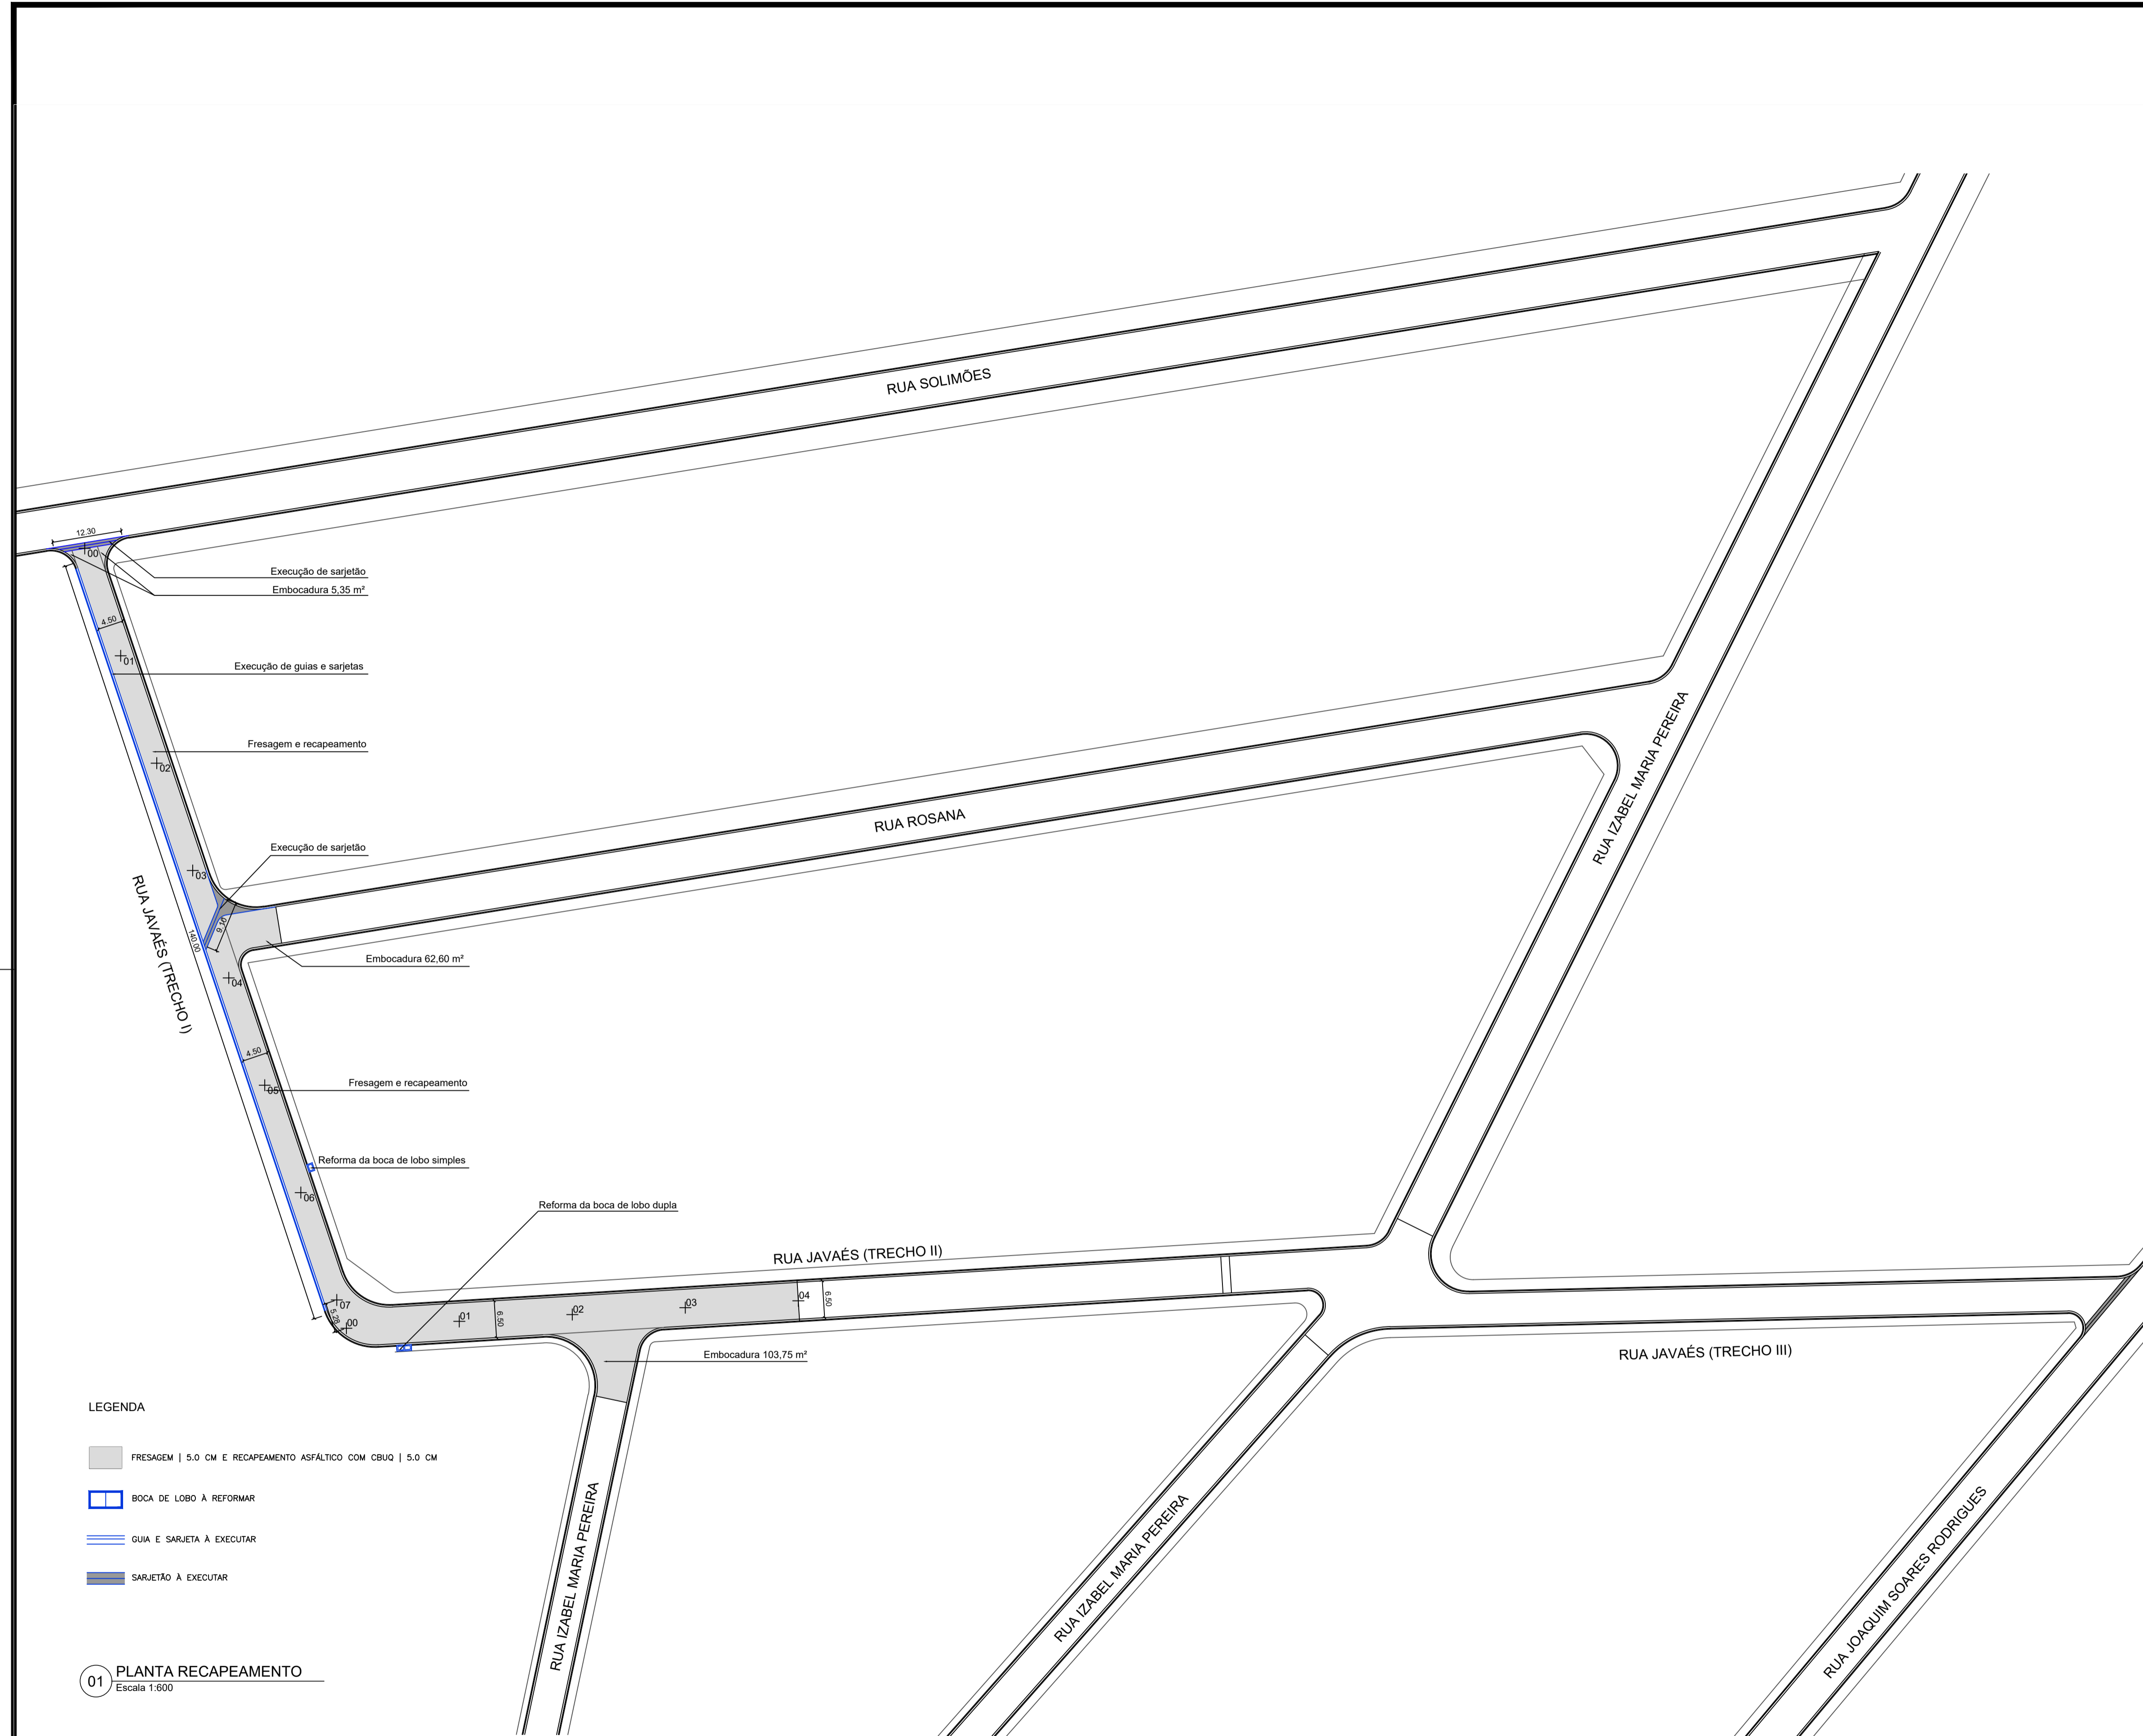 RUA SOLIMÕES
12.30
00
Execução de sarjetão
Embocadura 5,35 m²
4.50
01
Execução de guias e sarjetas
RUA IZABEL MARIA PEREIRA
Fresagem e recapeamento
02
RUA ROSANA
Execução de sarjetão
03
RUA JAVAÉS (TRECHO I)
140.00
9.10
Embocadura 62,60 m²
04
4.50
Fresagem e recapeamento
05
Reforma da boca de lobo simples
06
Reforma da boca de lobo dupla
RUA JAVAÉS (TRECHO II)
07
5.28
00
01
6.50
02
03
04
6.50
Embocadura 103,75 m²
RUA JAVAÉS (TRECHO III)
LEGENDA
FRESAGEM | 5.0 CM E RECAPEAMENTO ASFÁLTICO COM CBUQ | 5.0 CM
BOCA DE LOBO À REFORMAR
GUIA E SARJETA À EXECUTAR
SARJETÃO À EXECUTAR
RUA IZABEL MARIA PEREIRA
RUA IZABEL MARIA PEREIRA
RUA JOAQUIM SOARES RODRIGUES
01
PLANTA RECAPEAMENTO
Escala 1:600